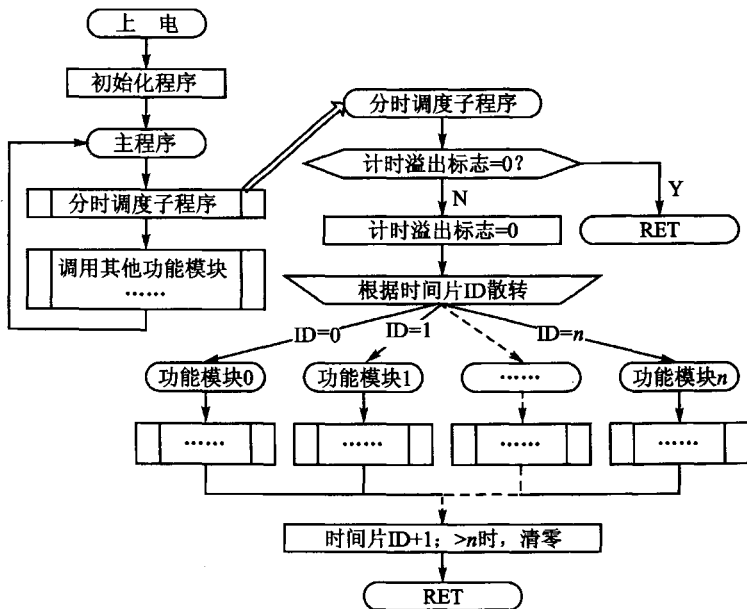 上 电
初始化程序
主程序
分时调度子程序
调用其他功能模块
……
分时调度子程序
计时溢出标志=0?
N
Y
计时溢出标志=0
RET
根据时间片ID散转
ID=0
ID=1
ID=n
功能模块0
功能模块1
……
功能模块n
……
……
……
……
时间片ID+1; >n时, 清零
RET